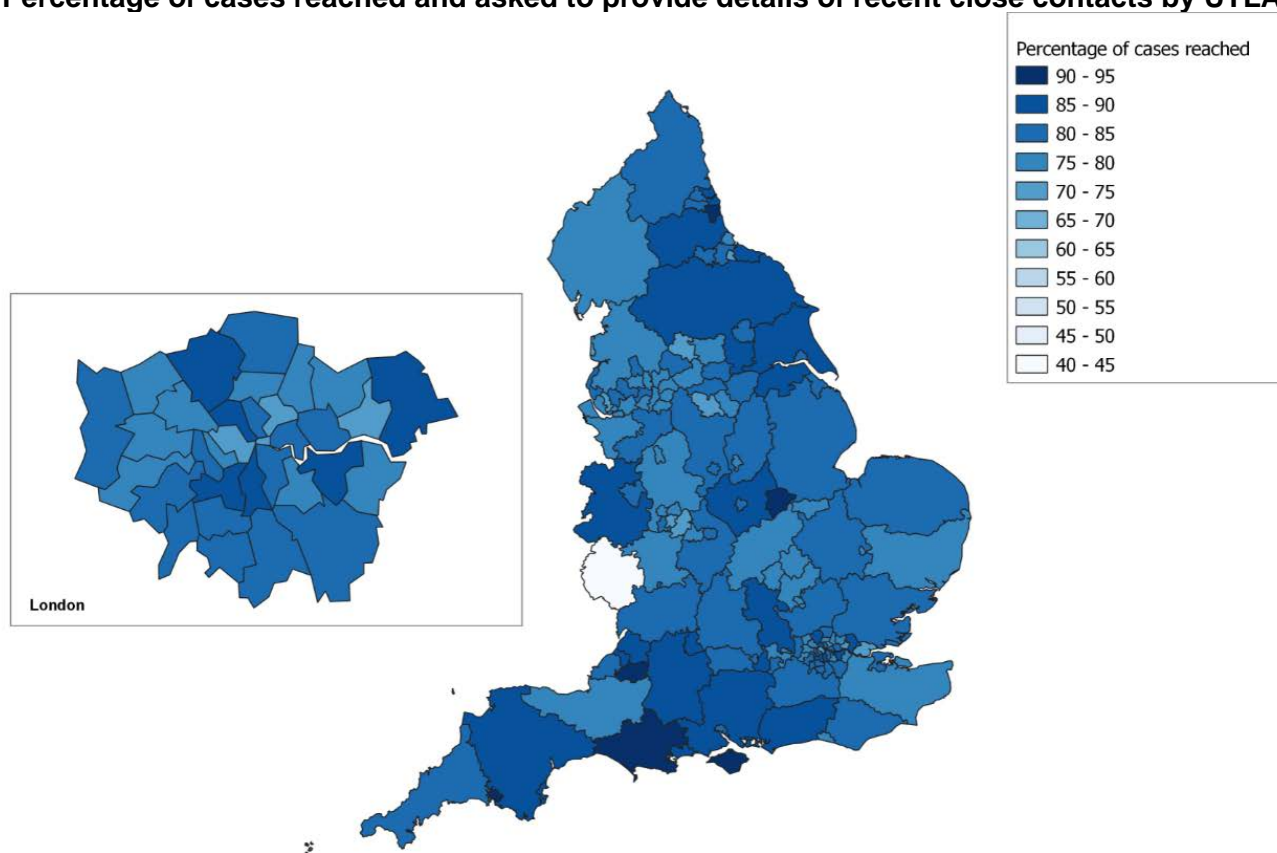 Percentage of cases reached and asked to provide details of recent close contacts by UTLA
Percentage of cases reached
90 - 95
85 - 90
80 - 85
75 - 80
70 - 75
65 - 70
60 - 65
55 - 60
50 - 55
45 - 50
40 - 45
London